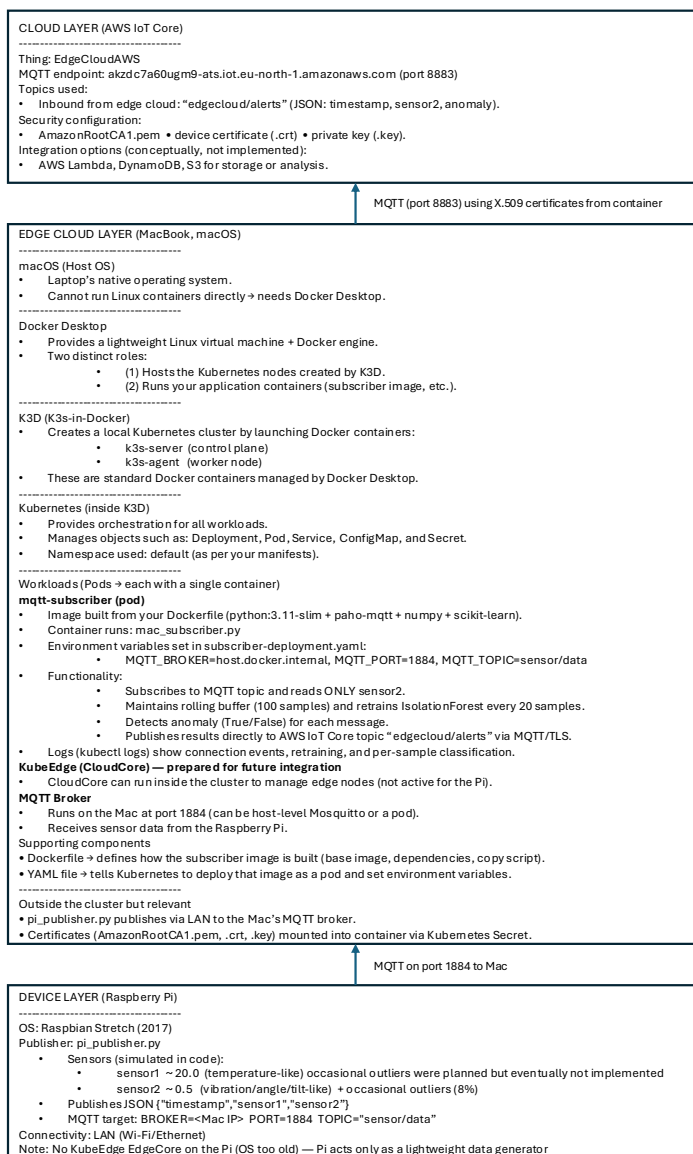 CLOUD LAYER (AWS IoT Core)
--------------------------------------
Thing: EdgeCloudAWS
MQTT endpoint: akzdc7a60ugm9-ats.iot.eu-north-1.amazonaws.com (port 8883)
Topics used:
• Inbound from edge cloud: “edgecloud/alerts” (JSON: timestamp, sensor2, anomaly).
Security configuration:
• AmazonRootCA1.pem • device certificate (.crt) • private key (.key).
Integration options (conceptually, not implemented):
• AWS Lambda, DynamoDB, S3 for storage or analysis.
MQTT (port 8883) using X.509 certificates from container
EDGE CLOUD LAYER (MacBook, macOS)
--------------------------------------
macOS (Host OS)
• Laptop’s native operating system.
• Cannot run Linux containers directly → needs Docker Desktop.
--------------------------------------
Docker Desktop
• Provides a lightweight Linux virtual machine + Docker engine.
• Two distinct roles:
• (1) Hosts the Kubernetes nodes created by K3D.
• (2) Runs your application containers (subscriber image, etc.).
--------------------------------------
K3D (K3s-in-Docker)
• Creates a local Kubernetes cluster by launching Docker containers:
• k3s-server (control plane)
• k3s-agent (worker node)
• These are standard Docker containers managed by Docker Desktop.
--------------------------------------
Kubernetes (inside K3D)
• Provides orchestration for all workloads.
• Manages objects such as: Deployment, Pod, Service, ConfigMap, and Secret.
• Namespace used: default (as per your manifests).
--------------------------------------
Workloads (Pods → each with a single container)
mqtt-subscriber (pod)
• Image built from your Dockerfile (python:3.11-slim + paho-mqtt + numpy + scikit-learn).
• Container runs: mac_subscriber.py
• Environment variables set in subscriber-deployment.yaml:
• MQTT_BROKER=host.docker.internal, MQTT_PORT=1884, MQTT_TOPIC=sensor/data
• Functionality:
• Subscribes to MQTT topic and reads ONLY sensor2.
• Maintains rolling buffer (100 samples) and retrains IsolationForest every 20 samples.
• Detects anomaly (True/False) for each message.
• Publishes results directly to AWS IoT Core topic “edgecloud/alerts” via MQTT/TLS.
• Logs (kubectl logs) show connection events, retraining, and per-sample classification.
KubeEdge (CloudCore) — prepared for future integration
• CloudCore can run inside the cluster to manage edge nodes (not active for the Pi).
MQTT Broker
• Runs on the Mac at port 1884 (can be host-level Mosquitto or a pod).
• Receives sensor data from the Raspberry Pi.
Supporting components
• Dockerfile → defines how the subscriber image is built (base image, dependencies, copy script).
• YAML file → tells Kubernetes to deploy that image as a pod and set environment variables.
--------------------------------------
Outside the cluster but relevant
• pi_publisher.py publishes via LAN to the Mac’s MQTT broker.
• Certificates (AmazonRootCA1.pem, .crt, .key) mounted into container via Kubernetes Secret.
MQTT on port 1884 to Mac
DEVICE LAYER (Raspberry Pi)
--------------------------------------
OS: Raspbian Stretch (2017)
Publisher: pi_publisher.py
• Sensors (simulated in code):
• sensor1 ~20.0 (temperature-like) occasional outliers were planned but eventually not implemented
• sensor2 ~0.5 (vibration/angle/tilt-like) + occasional outliers (8%)
• Publishes JSON {"timestamp","sensor1","sensor2"}
• MQTT target: BROKER=<Mac IP> PORT=1884 TOPIC="sensor/data"
Connectivity: LAN (Wi-Fi/Ethernet)
Note: No KubeEdge EdgeCore on the Pi (OS too old) — Pi acts only as a lightweight data generator